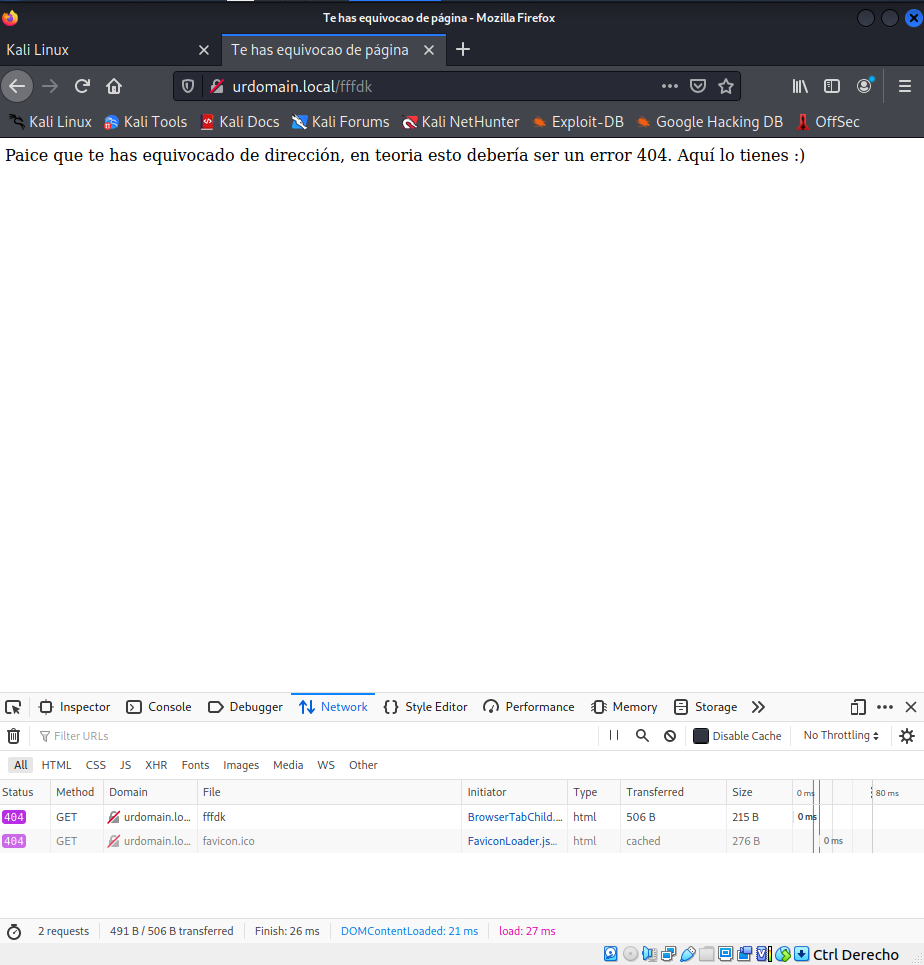 Te has equivocao de página - Mozilla Firefox
Kali Linux
Te has equivocao de página
urdomain.local/fffdk
Kali Linux Kali Tools Kali Docs Kali Forums Kali NetHunter Exploit-DB Google Hacking DB OffSec
Paice que te has equivocado de dirección, en teoria esto debería ser un error 404. Aquí lo tienes :)
Inspector Console Debugger Network Style Editor Performance Memory Storage
Filter URLs Disable Cache No Throttling
All HTML CSS JS XHR Fonts Images Media WS Other
Status Method Domain File Initiator Type Transferred Size 0 ms 80 ms
404 GET urdomain.lo... fffdk BrowserTabChild.... html 506 B 215 B 0 ms
404 GET urdomain.lo... favicon.ico FaviconLoader.js... html cached 276 B 0 ms
2 requests 491 B / 506 B transferred Finish: 26 ms DOMContentLoaded: 21 ms load: 27 ms
Ctrl Derecho